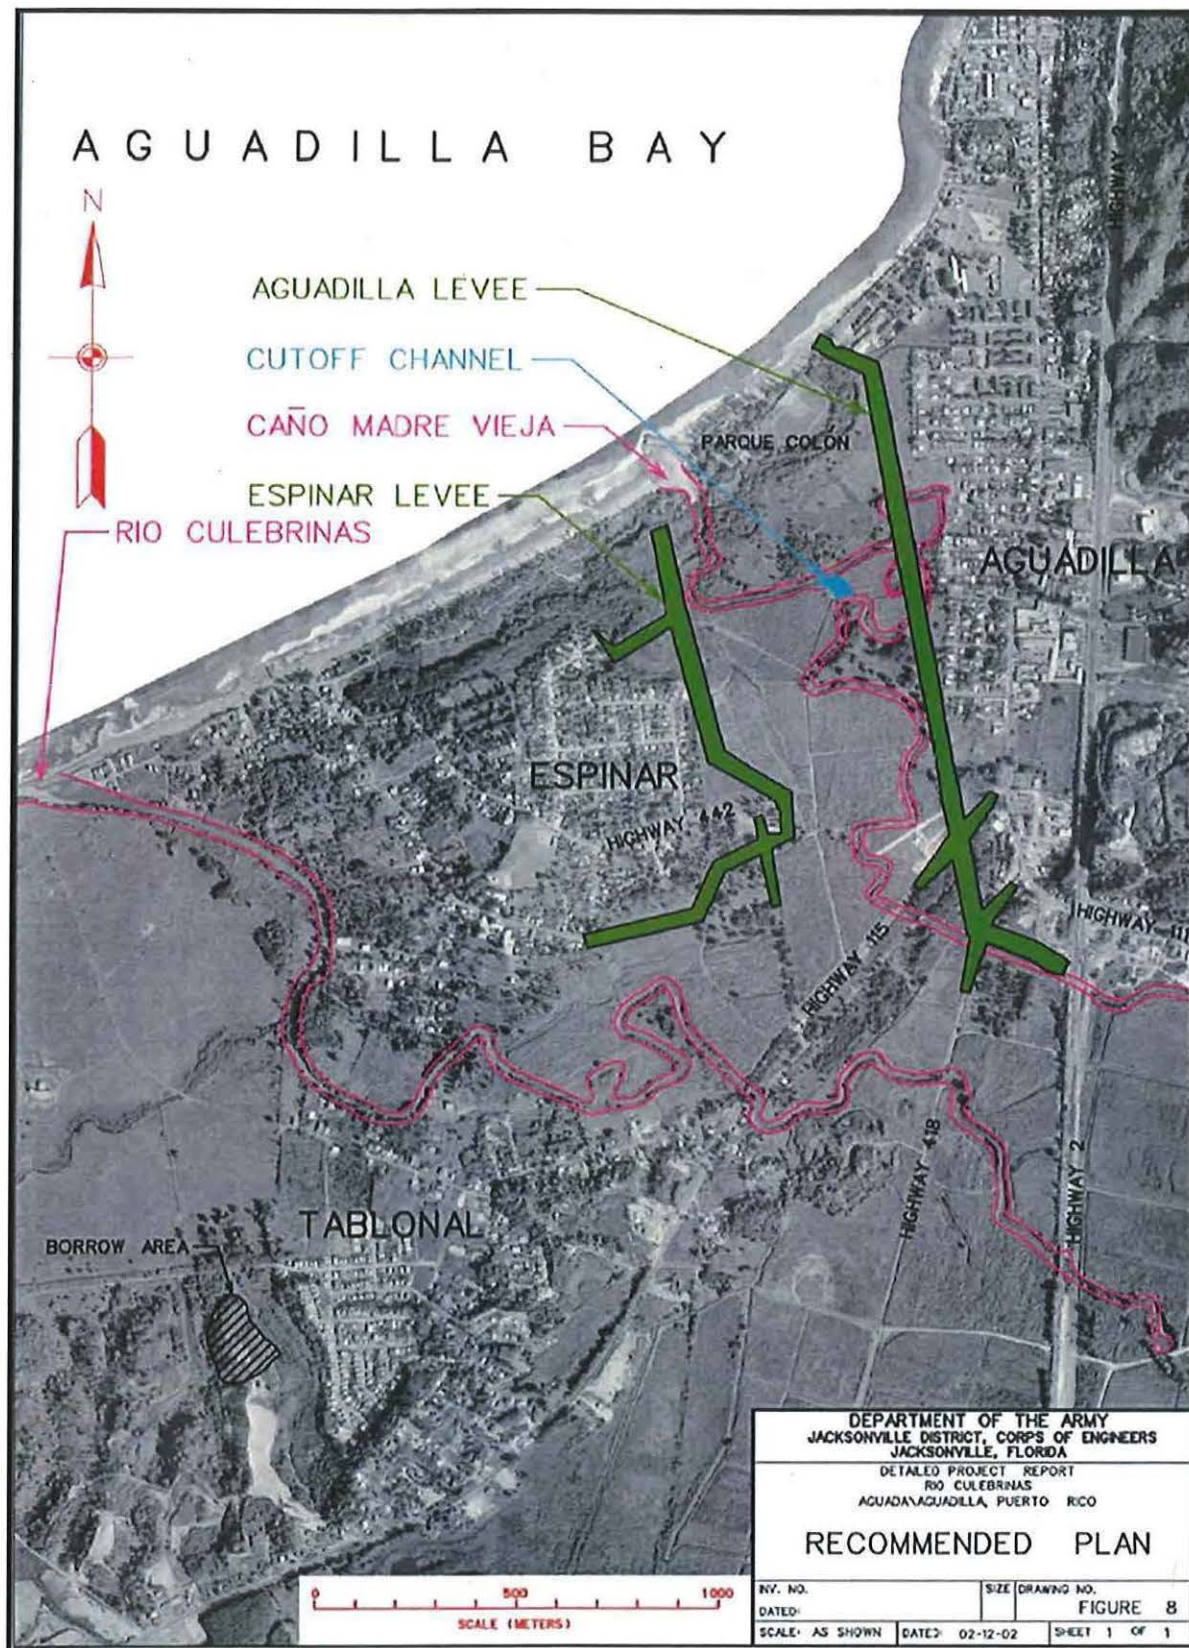 AGUADILLA BAY
N
AGUADILLA LEVEE
CUTOFF CHANNEL
CAÑO MADRE VIEJA
ESPINAR LEVEE
RIO CULEBRINAS
PARQUE COLÓN
HIGHWAY 2
AGUADILLA
ESPINAR
HIGHWAY 442
HIGHWAY 111
HIGHWAY 115
HIGHWAY 418
HIGHWAY 2
TABLONAL
BORROW AREA
0 500 1000
SCALE (METERS)
DEPARTMENT OF THE ARMY
JACKSONVILLE DISTRICT, CORPS OF ENGINEERS
JACKSONVILLE, FLORIDA
DETAILED PROJECT REPORT
RIO CULEBRINAS
AGUADA\AGUADILLA, PUERTO RICO
RECOMMENDED PLAN
INV. NO. SIZE DRAWING NO.
DATED: FIGURE 8
SCALE: AS SHOWN DATED: 02-12-02 SHEET 1 OF 1